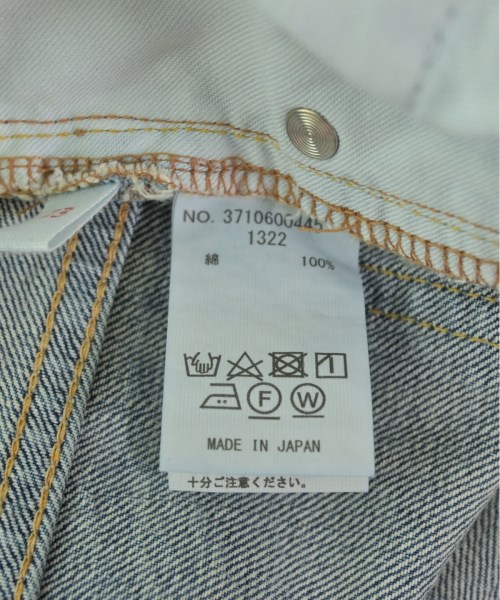 NO. 3710600445
1322
綿 100%
F W
MADE IN JAPAN
十分ご注意ください。